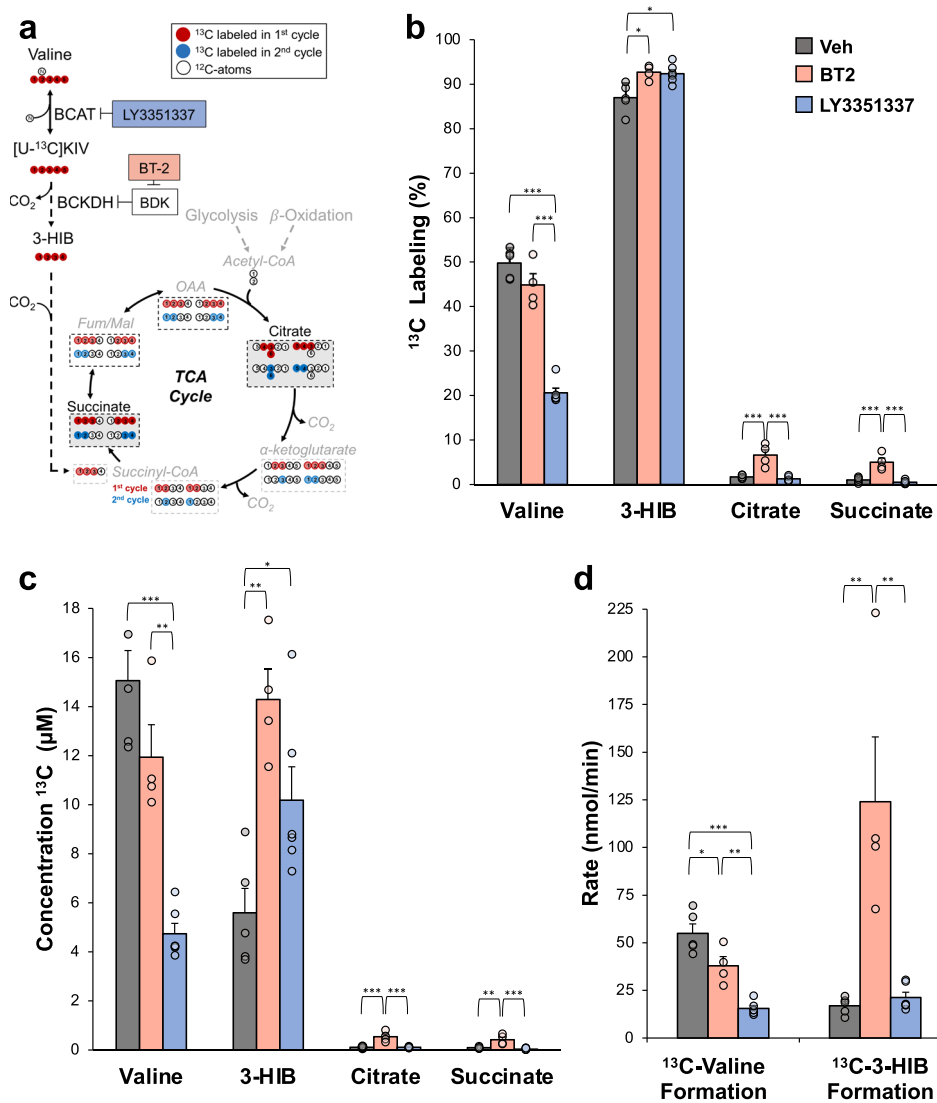 a
¹³C labeled in 1ˢᵗ cycle
¹³C labeled in 2ⁿᵈ cycle
¹²C-atoms
Valine
N
N
BCAT
LY3351337
[U-¹³C]KIV
BT-2
CO₂
BCKDH
BDK
3-HIB
Glycolysis
β-Oxidation
Acetyl-CoA
CO₂
OAA
Fum/Mal
Citrate
TCA
Cycle
Succinate
CO₂
α-ketoglutarate
Succinyl-CoA
1ˢᵗ cycle
2ⁿᵈ cycle
CO₂
b
¹³C Labeling (%)
100
90
80
70
60
50
40
30
20
10
0
Veh
BT2
LY3351337
*
*
***
***
***
***
***
***
Valine
3-HIB
Citrate
Succinate
c
Concentration ¹³C (µM)
18
16
14
12
10
8
6
4
2
0
***
**
*
**
***
***
**
***
Valine
3-HIB
Citrate
Succinate
d
Rate (nmol/min)
225
200
175
150
125
100
75
50
25
0
**
**
***
*
**
¹³C-Valine
Formation
¹³C-3-HIB
Formation